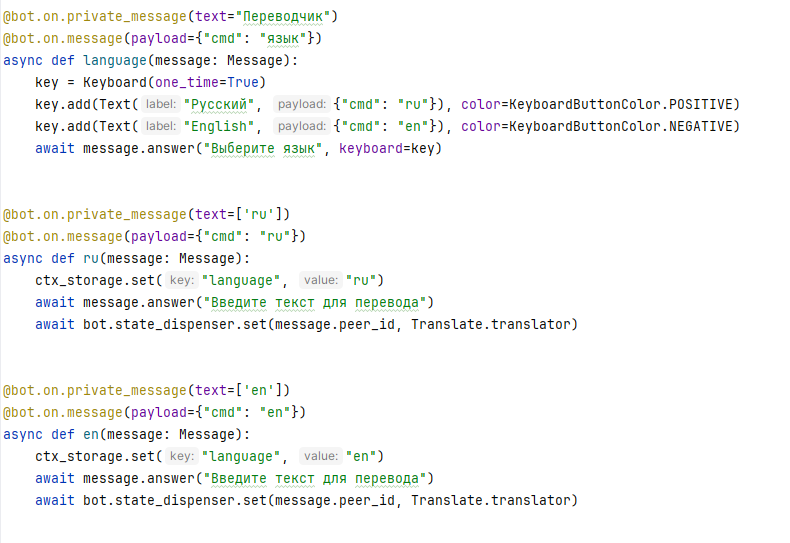 @bot.on.private_message(text="Переводчик")
@bot.on.message(payload={"cmd": "язык"})
async def language(message: Message):
    key = Keyboard(one_time=True)
    key.add(Text( label: "Русский",  payload: {"cmd": "ru"}), color=KeyboardButtonColor.POSITIVE)
    key.add(Text( label: "English",  payload: {"cmd": "en"}), color=KeyboardButtonColor.NEGATIVE)
    await message.answer("Выберите язык", keyboard=key)
@bot.on.private_message(text=['ru'])
@bot.on.message(payload={"cmd": "ru"})
async def ru(message: Message):
    ctx_storage.set( key: "language",  value: "ru")
    await message.answer("Введите текст для перевода")
    await bot.state_dispenser.set(message.peer_id, Translate.translator)
@bot.on.private_message(text=['en'])
@bot.on.message(payload={"cmd": "en"})
async def en(message: Message):
    ctx_storage.set( key: "language",  value: "en")
    await message.answer("Введите текст для перевода")
    await bot.state_dispenser.set(message.peer_id, Translate.translator)